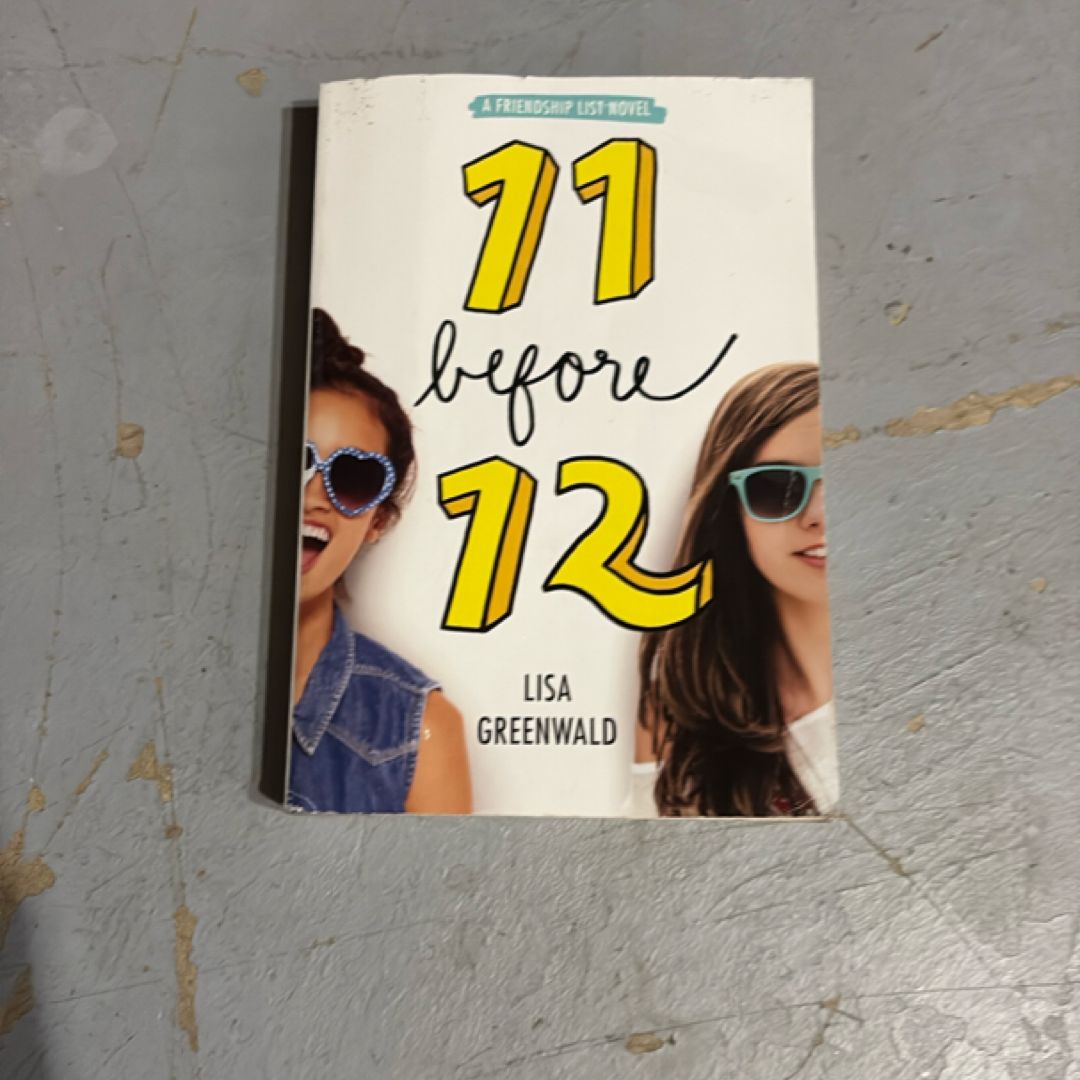 A FRIENDSHIP LIST NOVEL
11
before
12
LISA
GREENWALD